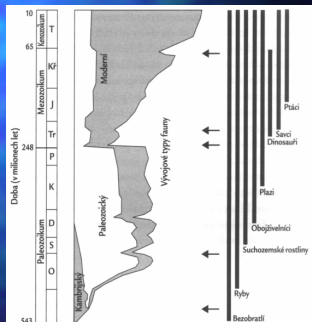 Doba (v milionech let)
10
65
248
543
Kenozoikum
Mezozoikum
Paleozoikum
T
Kř
J
Tr
P
K
D
S
O
Kambrijský
Paleozoický
Moderní
Vývojové typy fauny
Bezobratlí
Ryby
Suchozemské rostliny
Obojživelníci
Plazi
Dinosauři
Savci
Ptáci